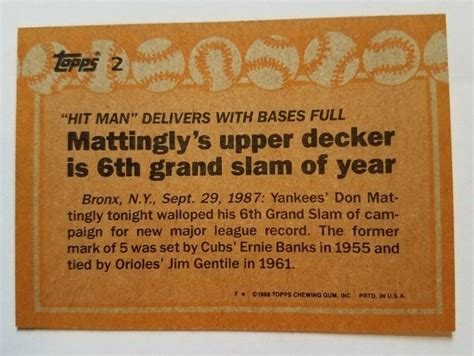 Topps 2
"HIT MAN" DELIVERS WITH BASES FULL
Mattingly's upper decker
is 6th grand slam of year
Bronx, N.Y., Sept. 29, 1987: Yankees' Don Mat-
tingly tonight walloped his 6th Grand Slam of cam-
paign for new major league record. The former
mark of 5 was set by Cubs' Ernie Banks in 1955 and
tied by Orioles' Jim Gentile in 1961.
F * ©1988 TOPPS CHEWING GUM, INC. PRTD. IN U.S.A.